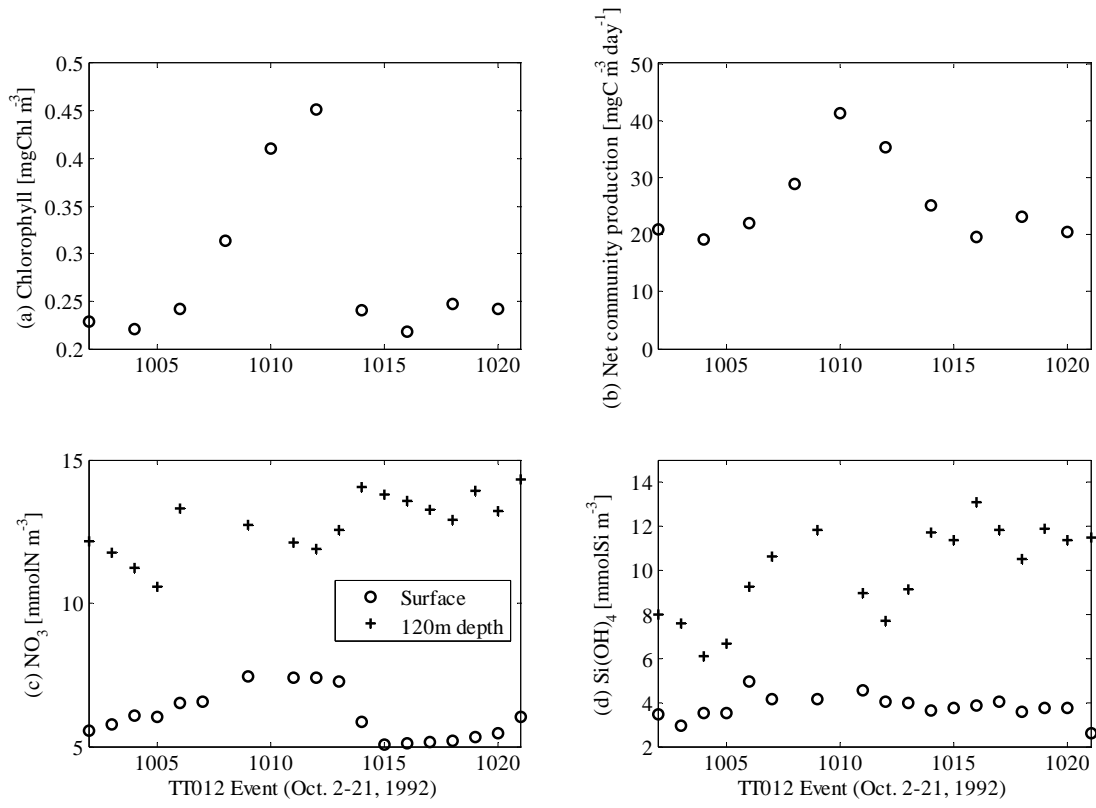 0.5
0.45
0.4
0.35
0.3
0.25
0.2
1005 1010 1015 1020
(a) Chlorophyll [mgChl m-3]
50
40
30
20
10
0
1005 1010 1015 1020
(b) Net community production [mgC m-3 day-1]
15
10
5
1005 1010 1015 1020
(c) NO3 [mmolN m-3]
Surface
120m depth
TT012 Event (Oct. 2-21, 1992)
14
12
10
8
6
4
2
1005 1010 1015 1020
(d) Si(OH)4 [mmolSi m-3]
TT012 Event (Oct. 2-21, 1992)